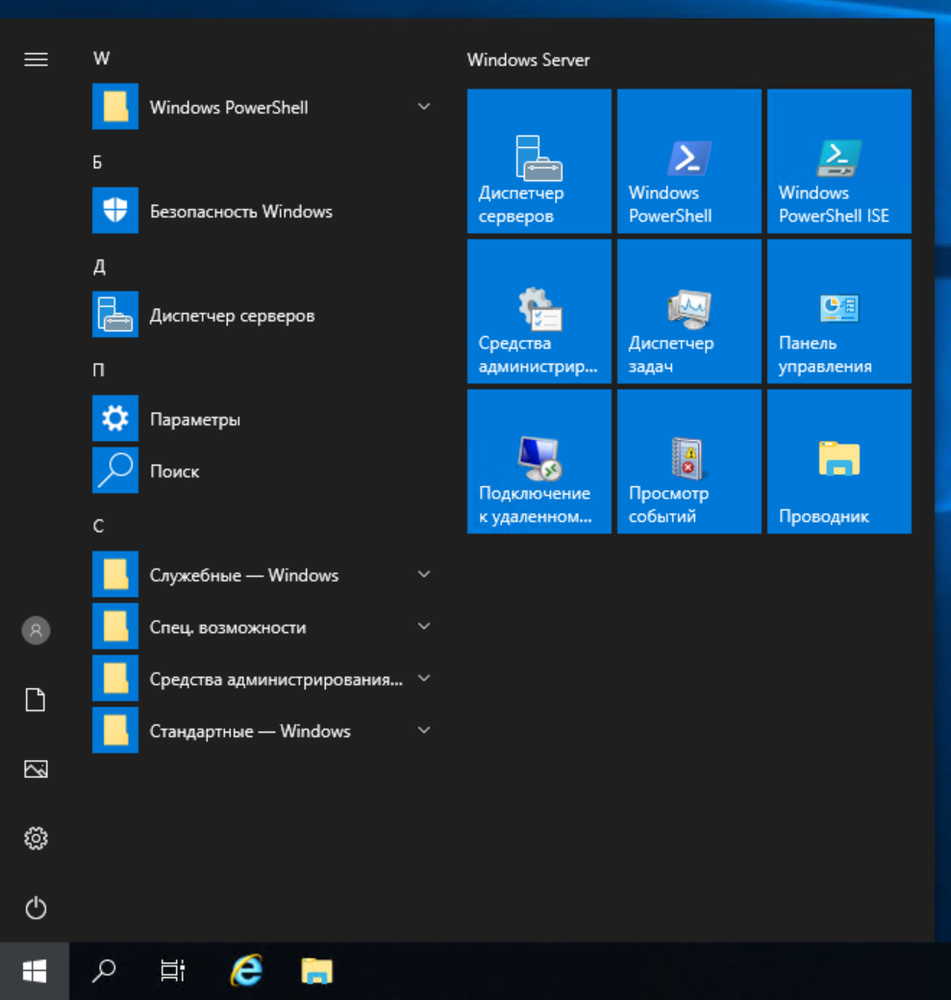 W
Windows PowerShell
Б
Безопасность Windows
Д
Диспетчер серверов
П
Параметры
Поиск
С
Служебные — Windows
Спец. возможности
Средства администрирования...
Стандартные — Windows
Windows Server
Диспетчер
серверов
Windows
PowerShell
Windows
PowerShell ISE
Средства
администрир...
Диспетчер
задач
Панель
управления
Подключение
к удаленном...
Просмотр
событий
Проводник